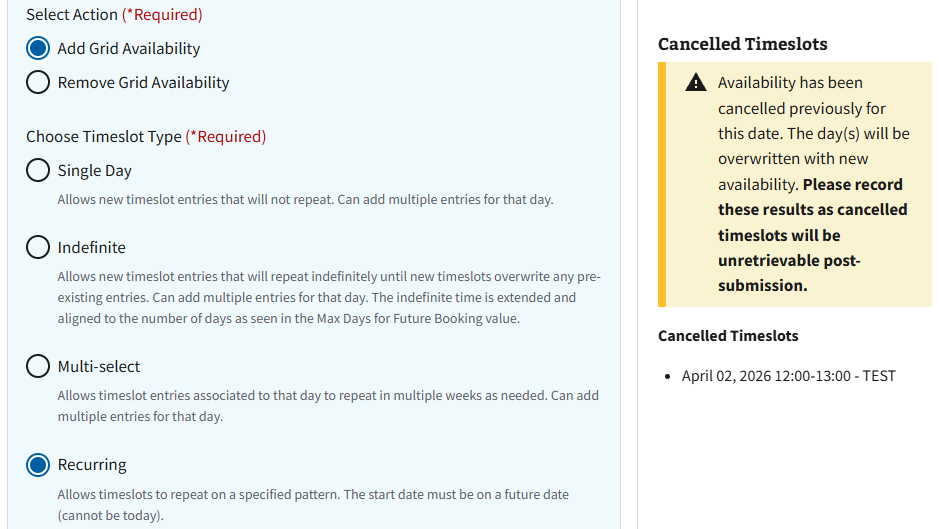 Select Action (*Required)
Add Grid Availability
Remove Grid Availability
Choose Timeslot Type (*Required)
Single Day
Allows new timeslot entries that will not repeat. Can add multiple entries for that day.
Indefinite
Allows new timeslot entries that will repeat indefinitely until new timeslots overwrite any pre-
existing entries. Can add multiple entries for that day. The indefinite time is extended and
aligned to the number of days as seen in the Max Days for Future Booking value.
Multi-select
Allows timeslot entries associated to that day to repeat in multiple weeks as needed. Can add
multiple entries for that day.
Recurring
Allows timeslots to repeat on a specified pattern. The start date must be on a future date
(cannot be today).
Cancelled Timeslots
Availability has been
cancelled previously for
this date. The day(s) will be
overwritten with new
availability. Please record
these results as cancelled
timeslots will be
unretrievable post-
submission.
Cancelled Timeslots
• April 02, 2026 12:00-13:00 - TEST